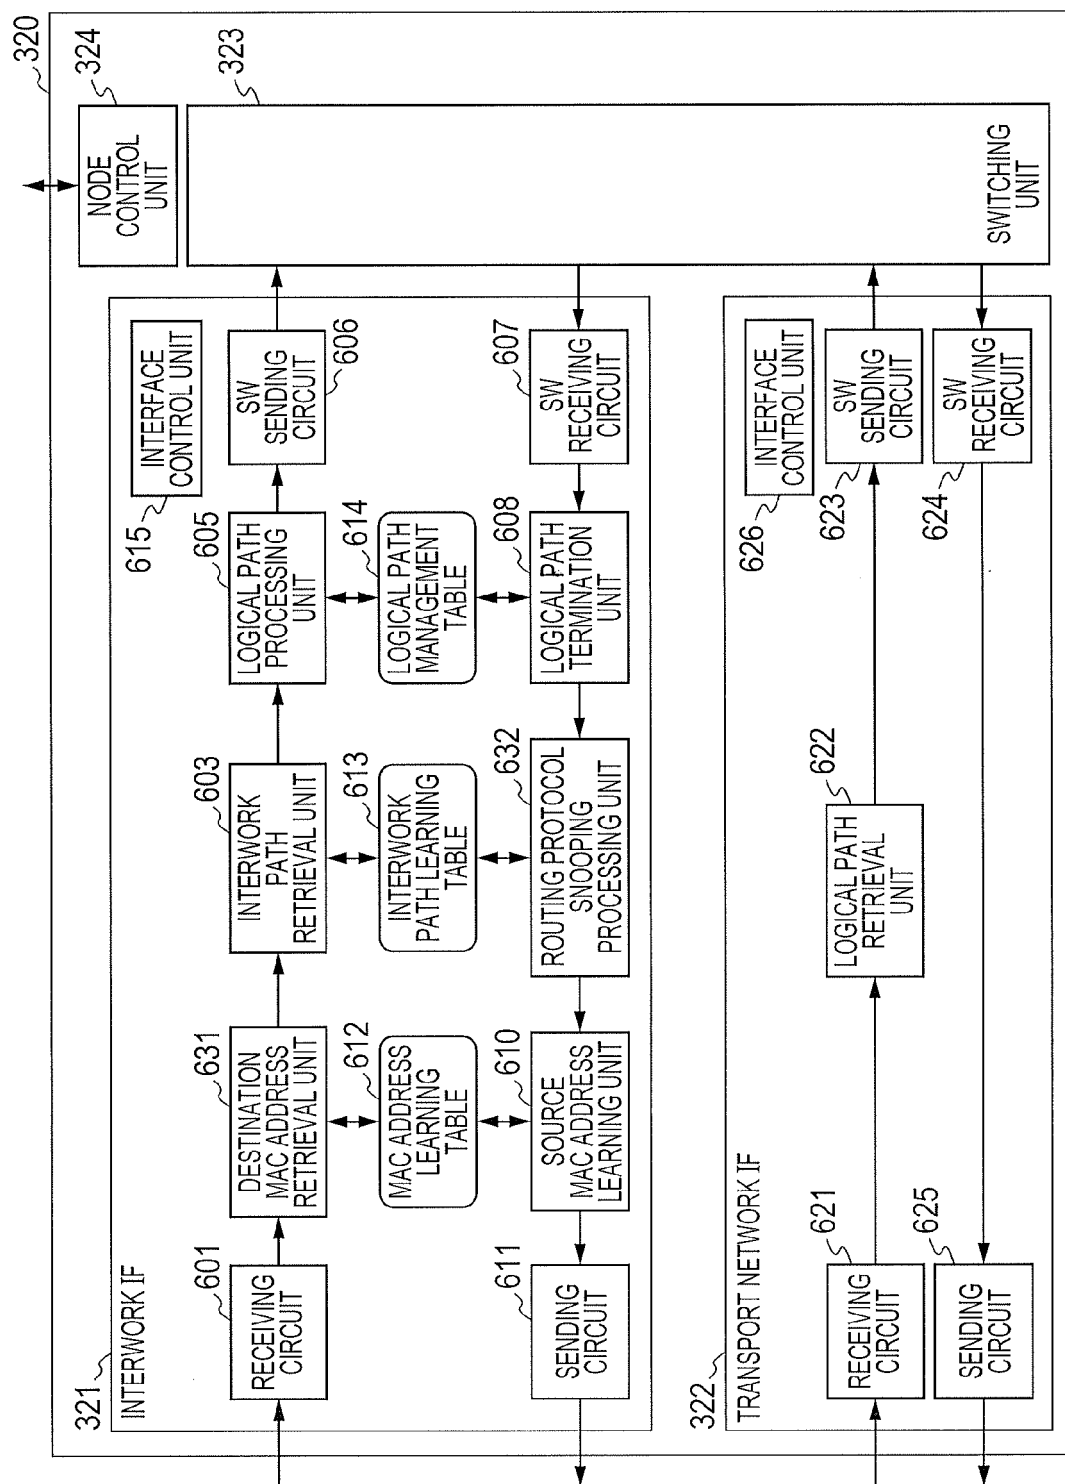 320
324
NODE
CONTROL
UNIT
323
SWITCHING
UNIT
321
INTERWORK IF
615
INTERFACE
CONTROL UNIT
601
RECEIVING
CIRCUIT
631
DESTINATION
MAC ADDRESS
RETRIEVAL UNIT
603
INTERWORK
PATH
RETRIEVAL UNIT
605
LOGICAL PATH
PROCESSING
UNIT
606
SW
SENDING
CIRCUIT
612
MAC ADDRESS
LEARNING
TABLE
613
INTERWORK
PATH LEARNING
TABLE
614
LOGICAL PATH
MANAGEMENT
TABLE
611
SENDING
CIRCUIT
610
SOURCE
MAC ADDRESS
LEARNING UNIT
632
ROUTING PROTOCOL
SNOOPING
PROCESSING UNIT
608
LOGICAL PATH
TERMINATION
UNIT
607
SW
RECEIVING
CIRCUIT
322
TRANSPORT NETWORK IF
626
INTERFACE
CONTROL UNIT
621
RECEIVING
CIRCUIT
622
LOGICAL PATH
RETRIEVAL
UNIT
623
SW
SENDING
CIRCUIT
625
SENDING
CIRCUIT
624
SW
RECEIVING
CIRCUIT